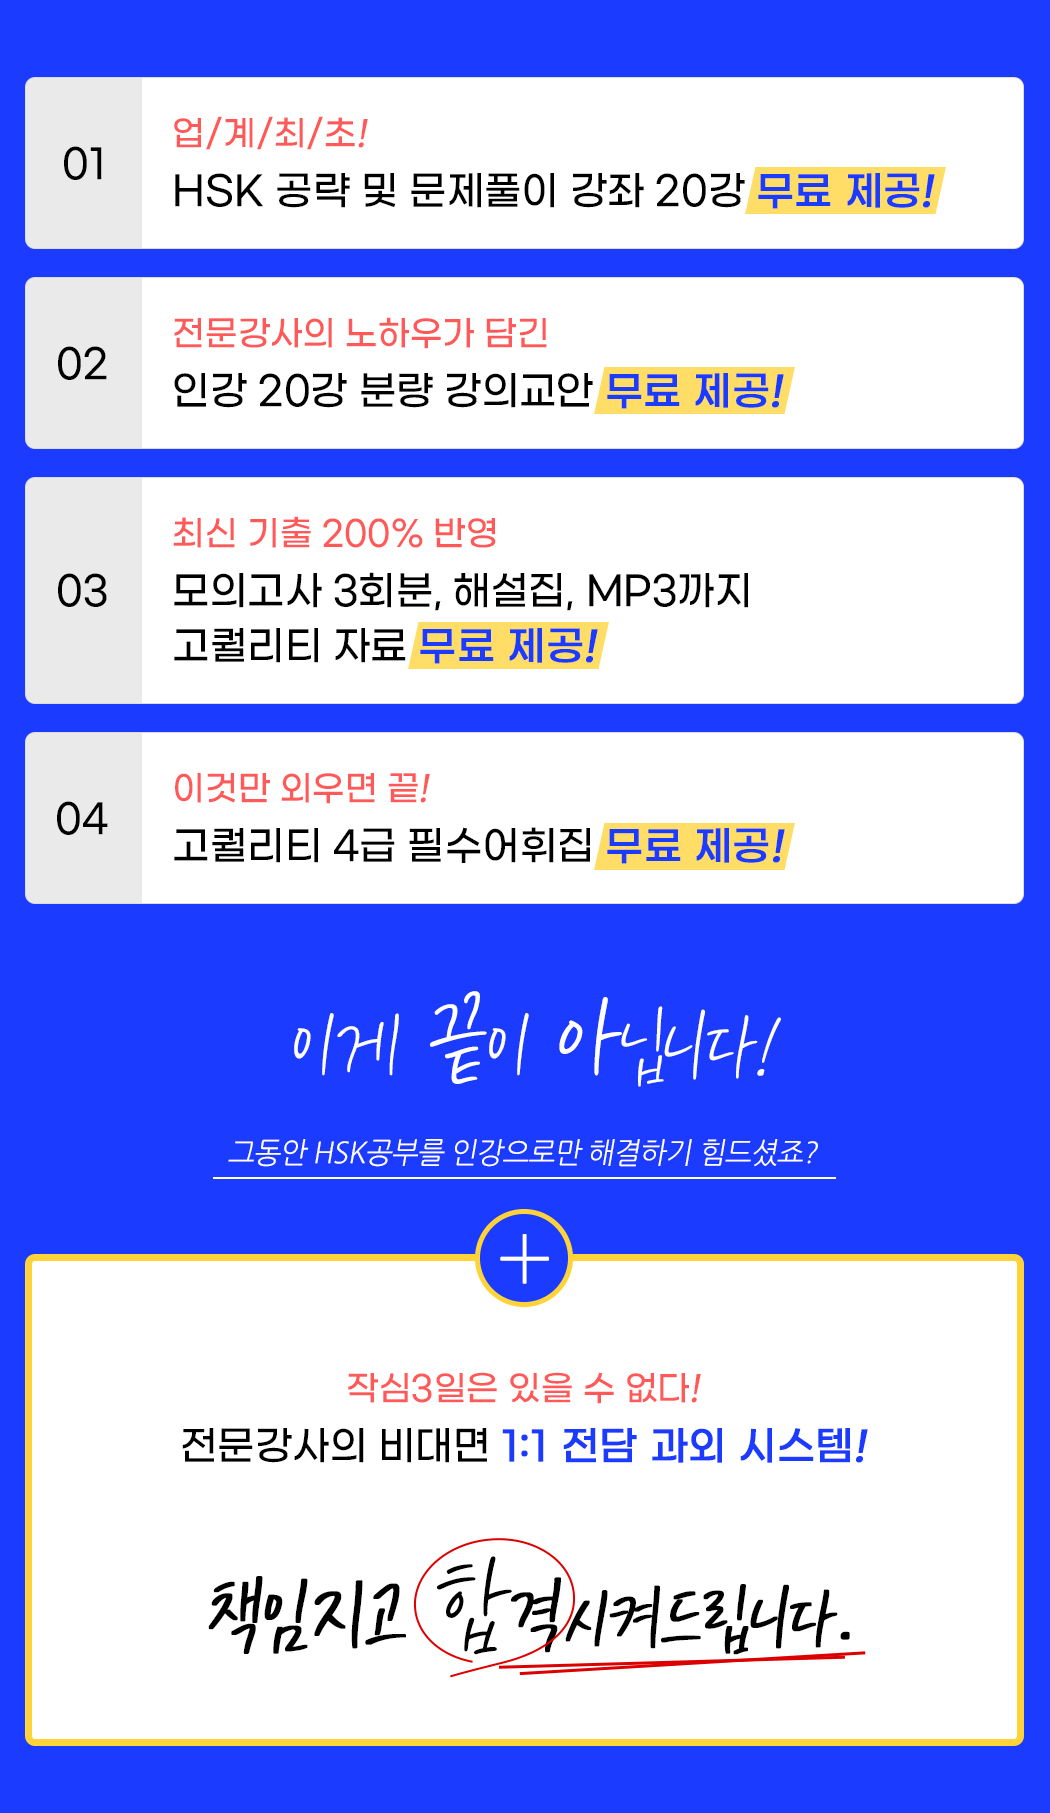 01
업/계/최/초!
HSK 공략 및 문제풀이 강좌 20강 무료 제공!
02
전문강사의 노하우가 담긴
인강 20강 분량 강의교안 무료 제공!
03
최신 기출 200% 반영
모의고사 3회분, 해설집, MP3까지
고퀄리티 자료 무료 제공!
04
이것만 외우면 끝!
고퀄리티 4급 필수어휘집 무료 제공!
이게 끝이 아닙니다!
그동안 HSK공부를 인강으로만 해결하기 힘드셨죠?
작심3일은 있을 수 없다!
전문강사의 비대면 1:1 전담 과외 시스템!
책임지고 합격시켜드립니다.